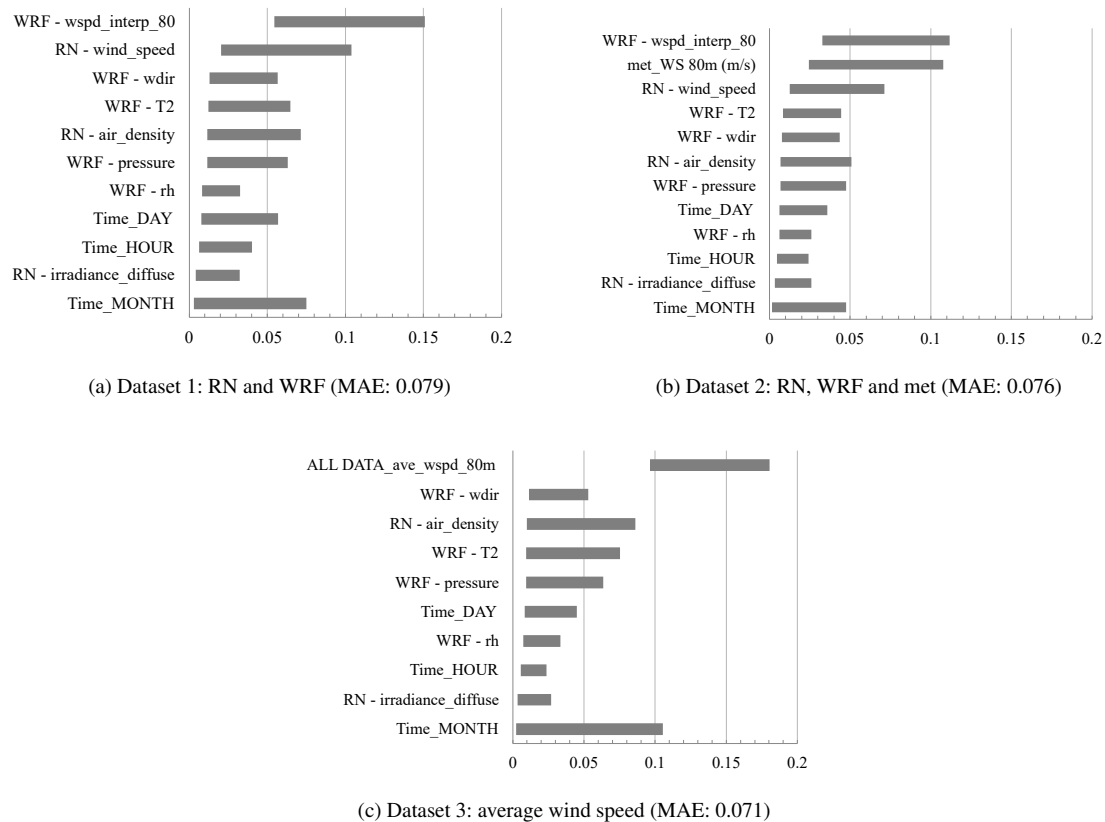 WRF - wspd_interp_80
RN - wind_speed
WRF - wdir
WRF - T2
RN - air_density
WRF - pressure
WRF - rh
Time_DAY
Time_HOUR
RN - irradiance_diffuse
Time_MONTH
0 0.05 0.1 0.15 0.2
(a) Dataset 1: RN and WRF (MAE: 0.079)
WRF - wspd_interp_80
met_WS 80m (m/s)
RN - wind_speed
WRF - T2
WRF - wdir
RN - air_density
WRF - pressure
Time_DAY
WRF - rh
Time_HOUR
RN - irradiance_diffuse
Time_MONTH
0 0.05 0.1 0.15 0.2
(b) Dataset 2: RN, WRF and met (MAE: 0.076)
ALL DATA_ave_wspd_80m
WRF - wdir
RN - air_density
WRF - T2
WRF - pressure
Time_DAY
WRF - rh
Time_HOUR
RN - irradiance_diffuse
Time_MONTH
0 0.05 0.1 0.15 0.2
(c) Dataset 3: average wind speed (MAE: 0.071)